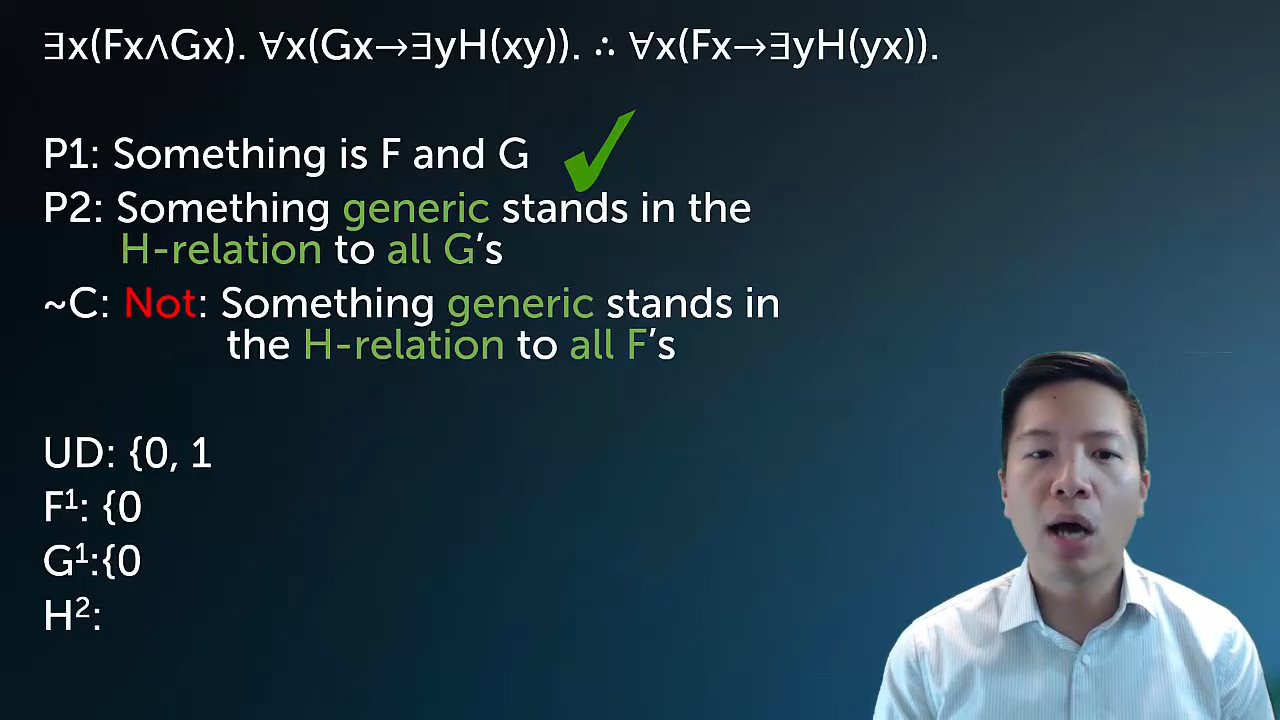 ∃x(Fx∧Gx). ∀x(Gx→∃yH(xy)). ∴ ∀x(Fx→∃yH(yx)).
P1: Something is F and G
P2: Something generic stands in the
H-relation to all G's
~C: Not: Something generic stands in
the H-relation to all F's
UD: {0, 1
F¹: {0
G¹:{0
H²: